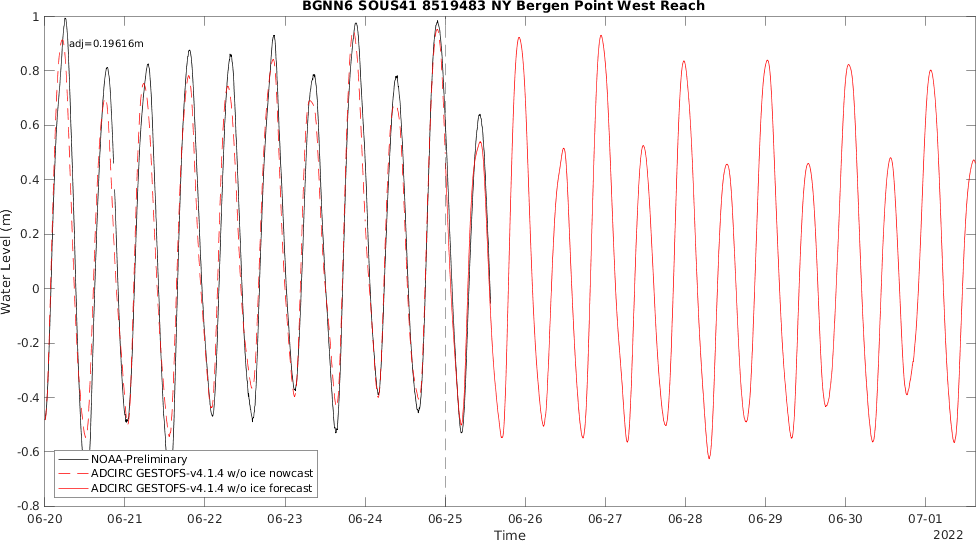 BGNN6 SOUS41 8519483 NY Bergen Point West Reach
1
adj=0.19616m
0.8
0.6
0.4
0.2
0
-0.2
-0.4
-0.6
-0.8
Water Level (m)
NOAA-Preliminary
ADCIRC GESTOFS-v4.1.4 w/o ice nowcast
ADCIRC GESTOFS-v4.1.4 w/o ice forecast
06-20 06-21 06-22 06-23 06-24 06-25 06-26 06-27 06-28 06-29 06-30 07-01
Time
2022